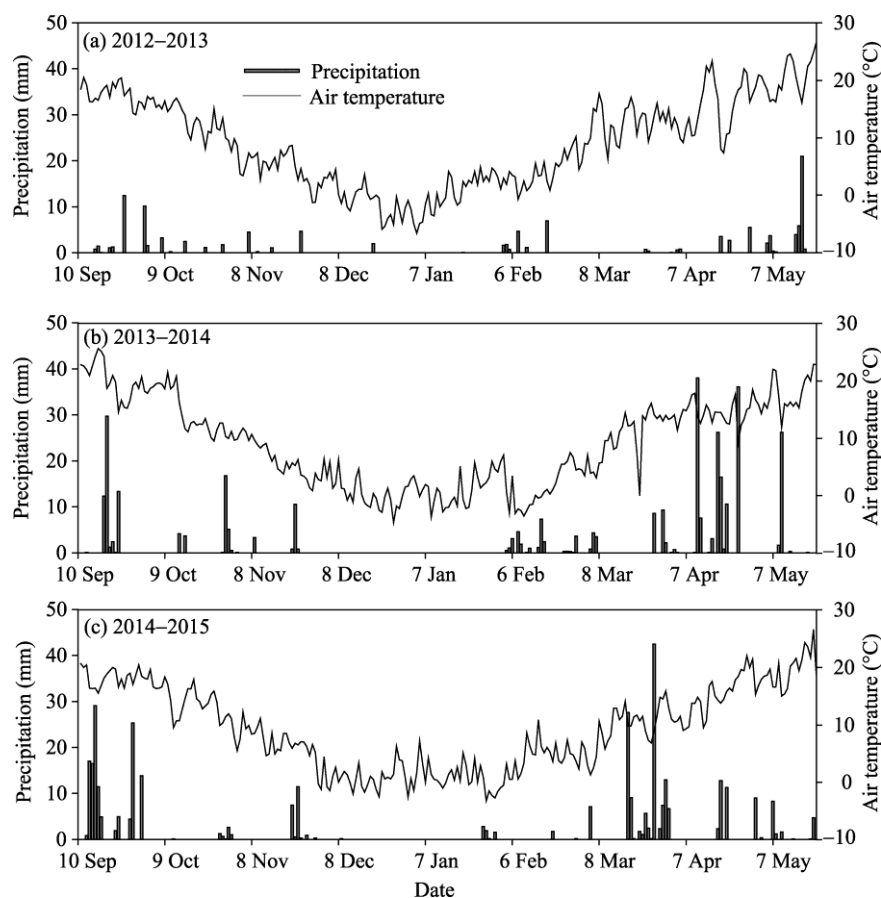 (a) 2012–2013
Precipitation
Air temperature
Precipitation (mm)
50
40
30
20
10
0
Air temperature (°C)
30
20
10
0
–10
10 Sep 9 Oct 8 Nov 8 Dec 7 Jan 6 Feb 8 Mar 7 Apr 7 May
(b) 2013–2014
Precipitation (mm)
50
40
30
20
10
0
Air temperature (°C)
30
20
10
0
–10
10 Sep 9 Oct 8 Nov 8 Dec 7 Jan 6 Feb 8 Mar 7 Apr 7 May
(c) 2014–2015
Precipitation (mm)
50
40
30
20
10
0
Air temperature (°C)
30
20
10
0
–10
10 Sep 9 Oct 8 Nov 8 Dec 7 Jan 6 Feb 8 Mar 7 Apr 7 May
Date